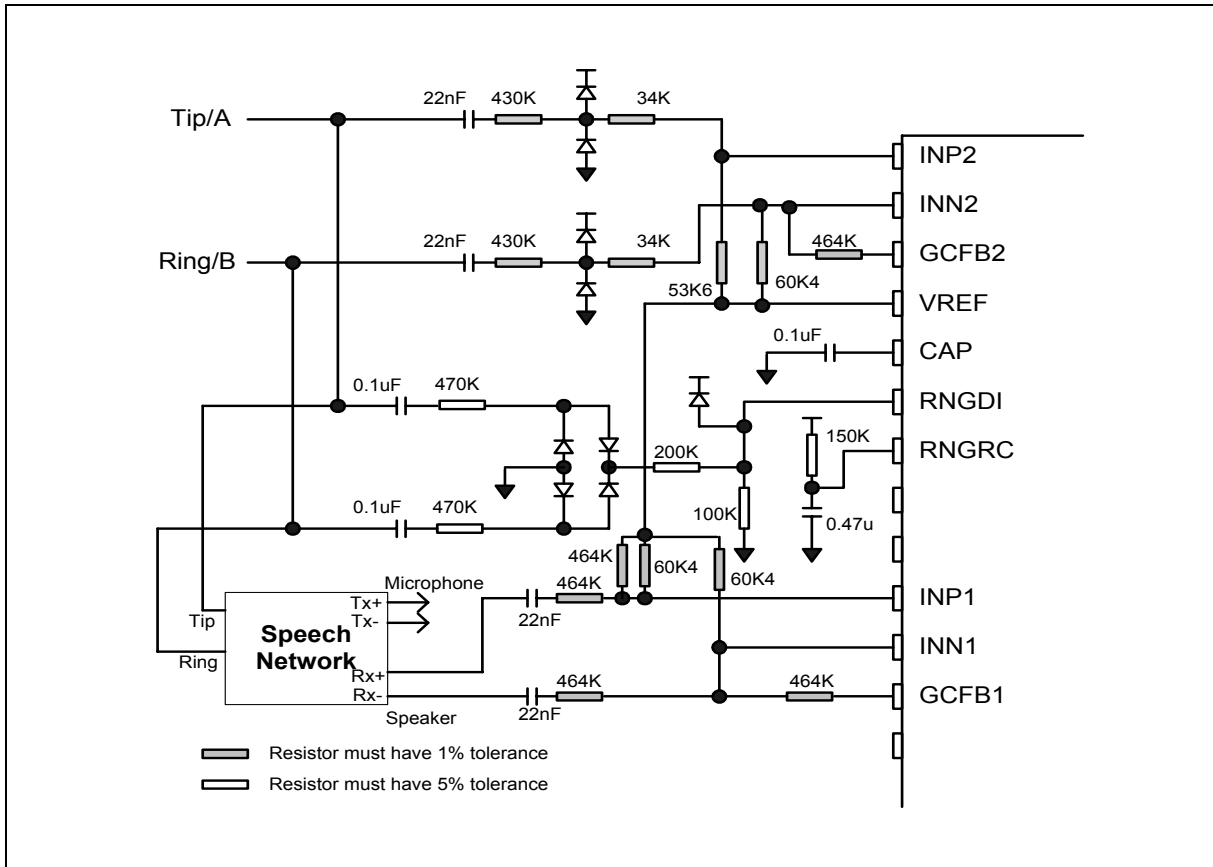 22nF 430K 34K
Tip/A
INP2
INN2
22nF 430K 34K
464K
Ring/B
GCFB2
53K6 60K4
VREF
0.1uF
CAP
0.1uF 470K
RNGDI
150K
200K
RNGRC
0.1uF 470K
100K
0.47u
464K 60K4 60K4
Microphone
464K
Tx+
INP1
Tip
Tx-
22nF
Speech
Network
INN1
Ring
Rx+
464K 464K
Rx-
GCFB1
22nF
Speaker
Resistor must have 1% tolerance
Resistor must have 5% tolerance